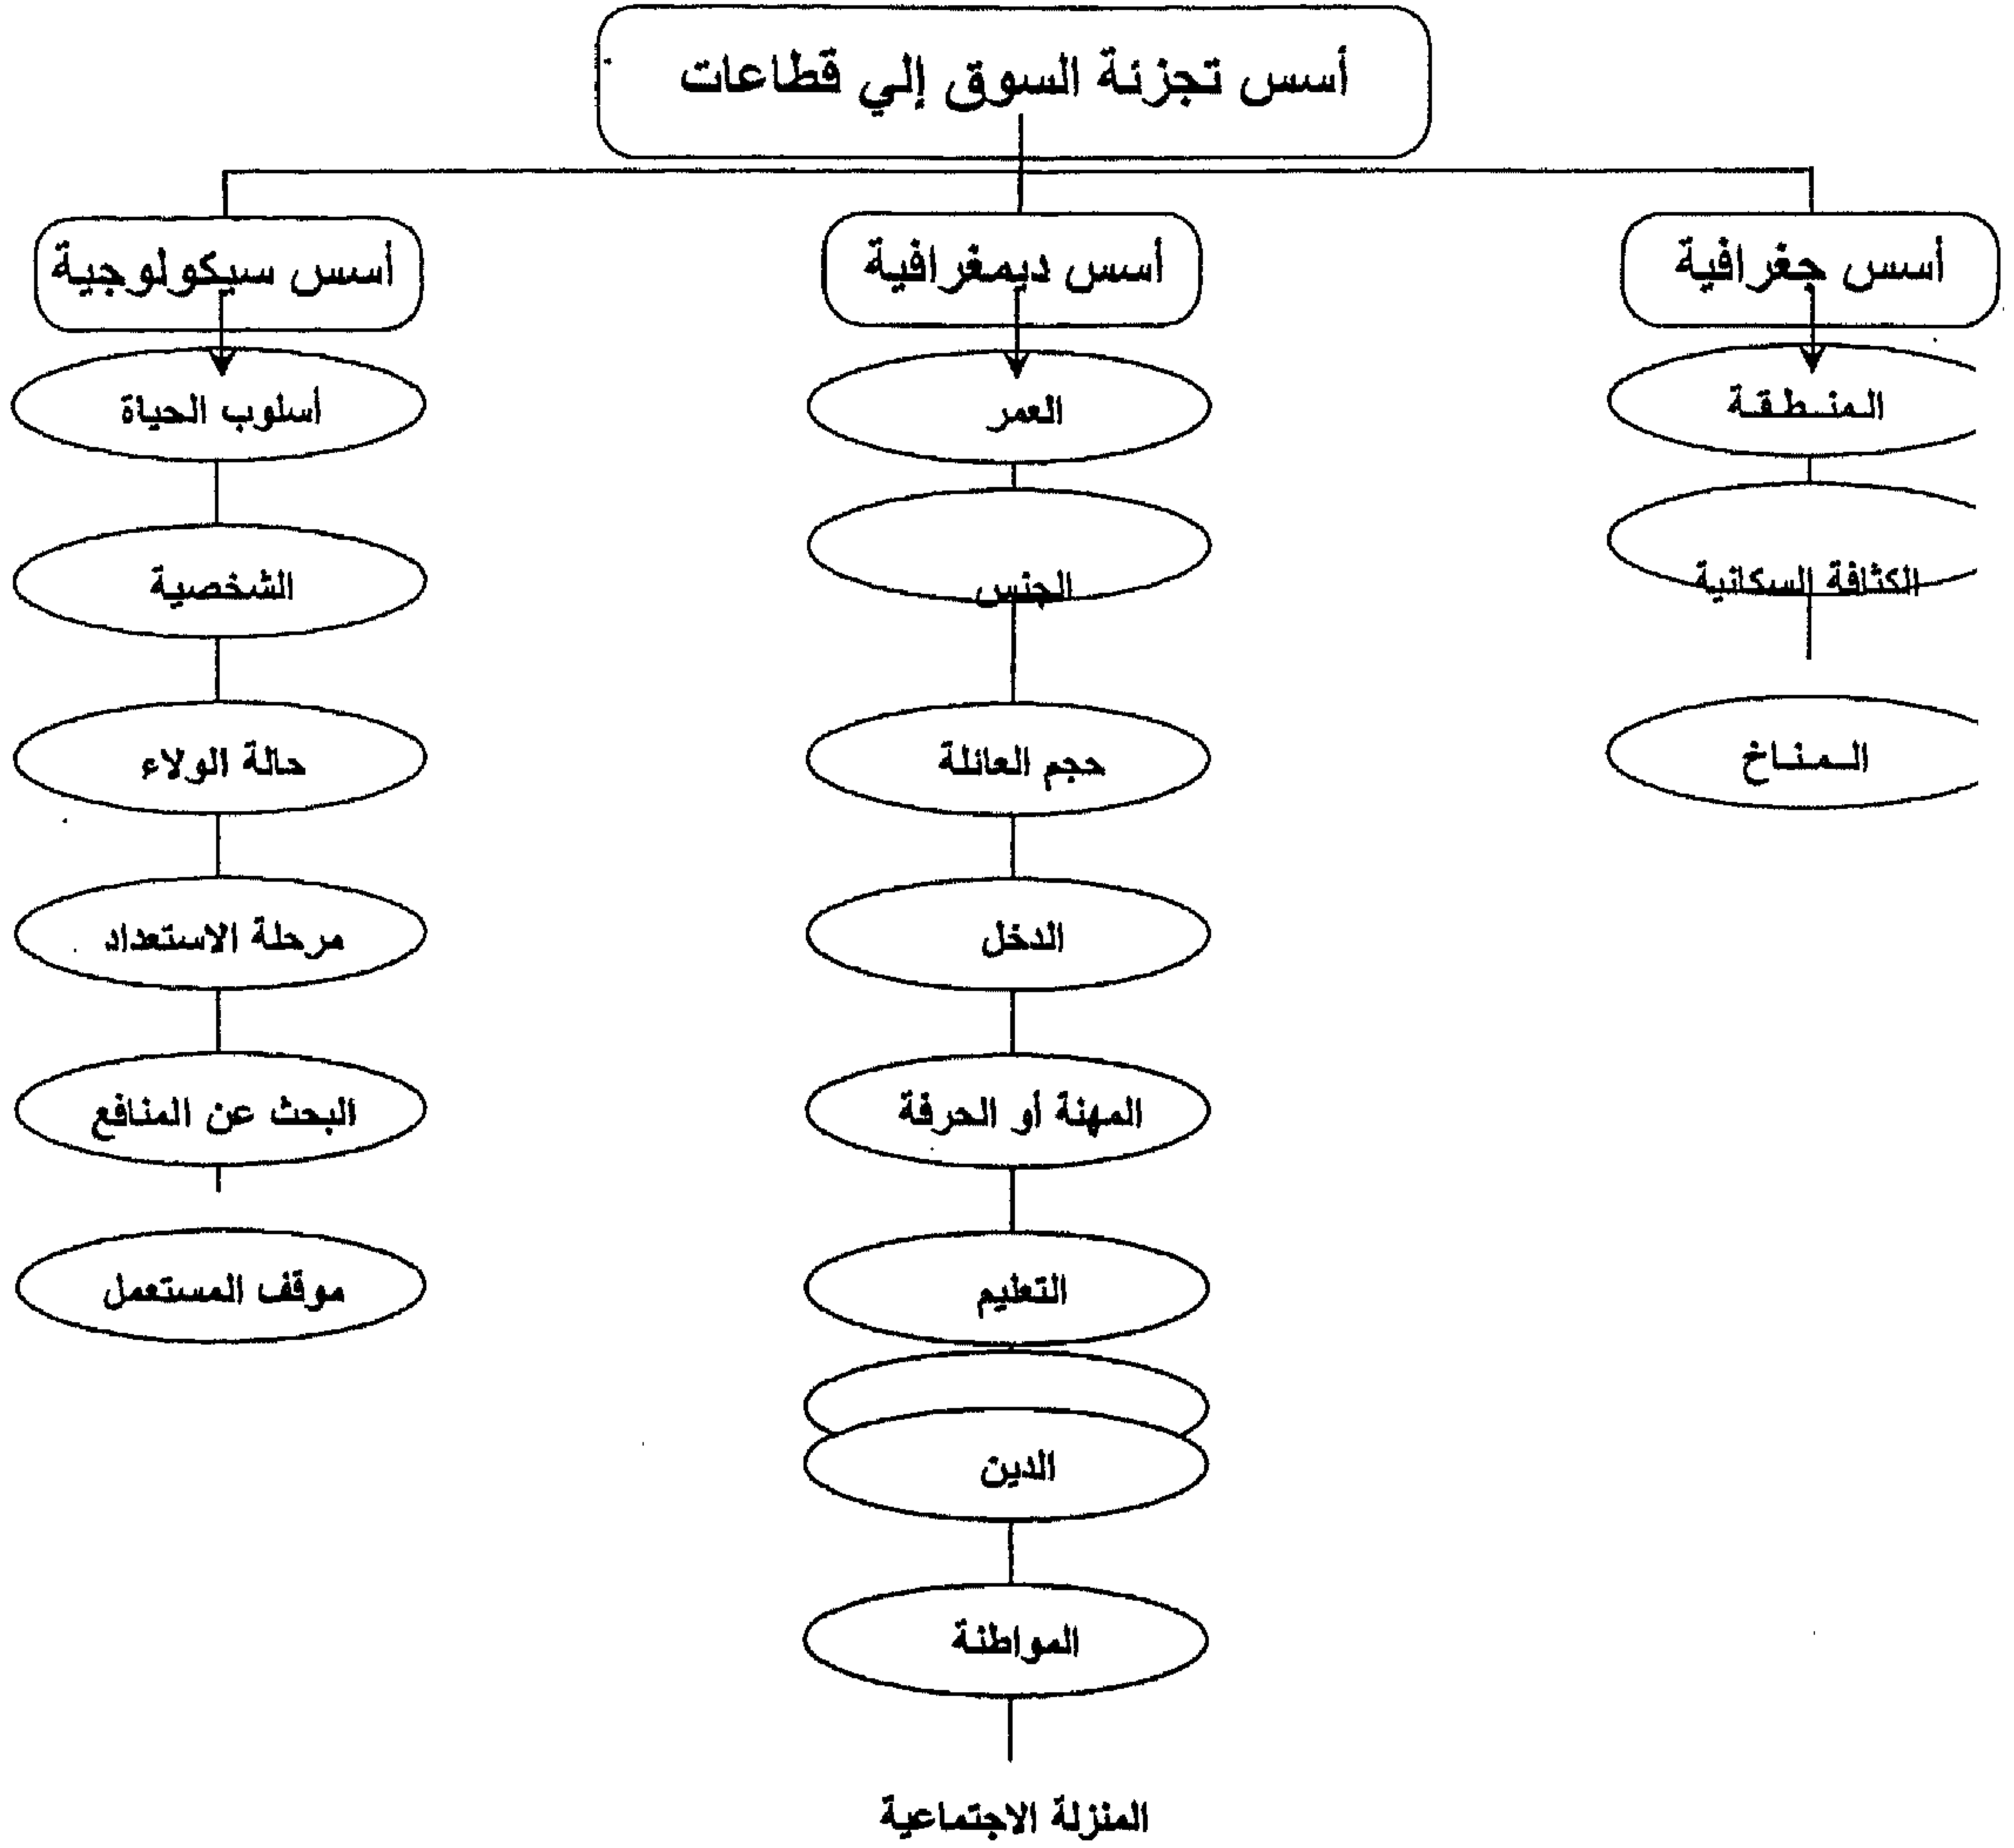 أسس تجزئة السوق إلي قطاعات
أسس جغرافية
المنطقة
الكثافة السكانية
المناخ
أسس ديمغرافية
العمر
الجنس
حجم العائلة
الدخل
المهنة أو الحرفة
التعليم
الدين
المواطنة
المنزلة الاجتماعية
أسس سيكولوجية
أسلوب الحياة
الشخصية
حالة الولاء
مرحلة الاستعداد
البحث عن المنافع
موقف المستعمل